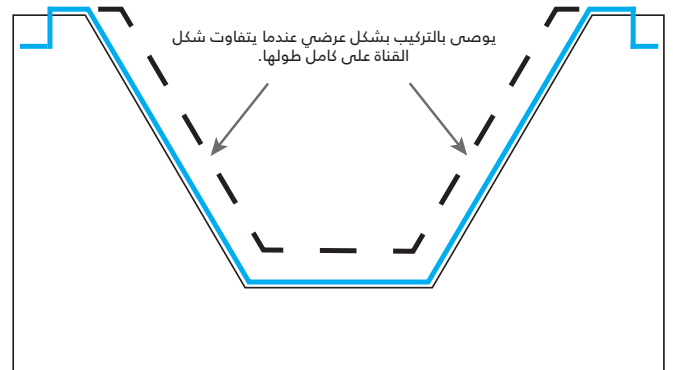 يوصى بالتركيب بشكل عرضي عندما يتفاوت شكل
القناة على كامل طولها.